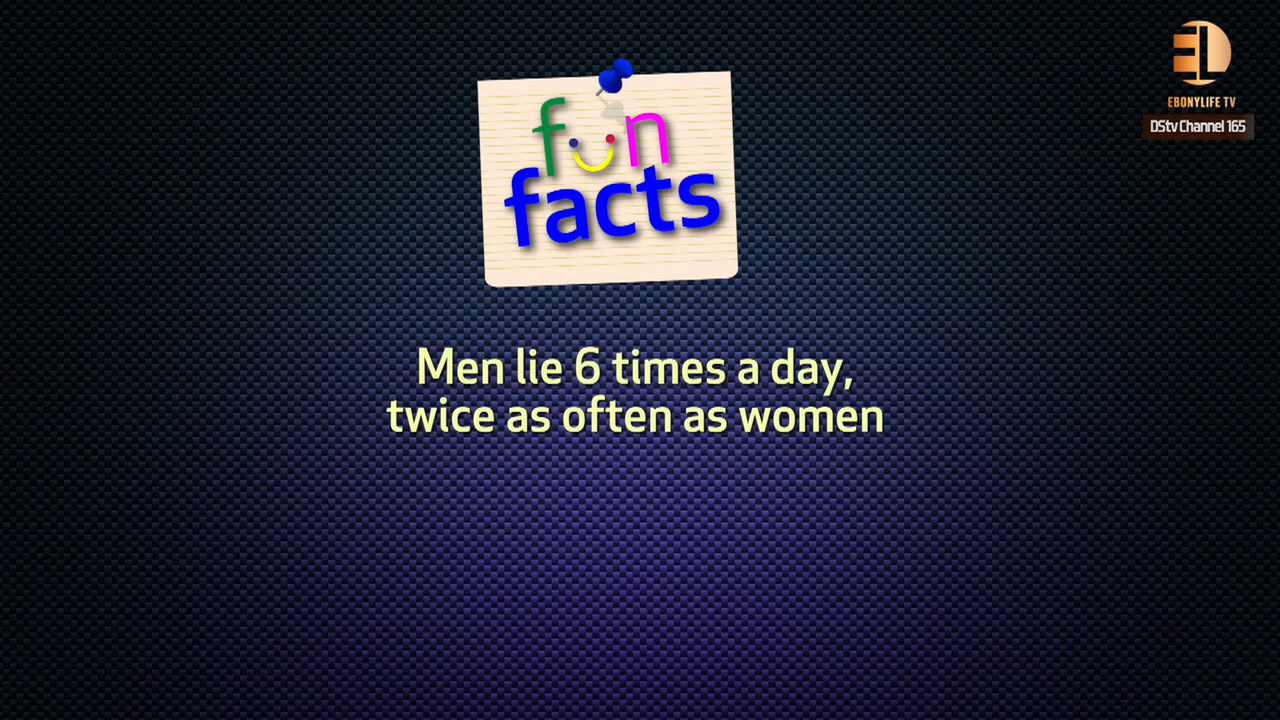 EBONYLIFE TV
DStv Channel 165
fun
facts
Men lie 6 times a day,
twice as often as women